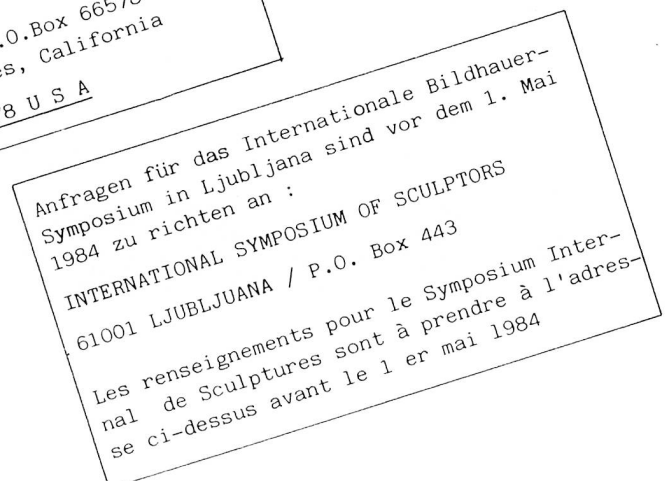 .O.Box 66578
es, California
8 U S A
Anfragen für das Internationale Bildhauer-
Symposium in Ljubljana sind vor dem 1. Mai
1984 zu richten an :
INTERNATIONAL SYMPOSIUM OF SCULPTORS
61001 LJUBLJUANA / P.O. Box 443
Les renseignements pour le Symposium Inter-
nal de Sculptures sont à prendre à l'adres-
se ci-dessus avant le 1 er mai 1984